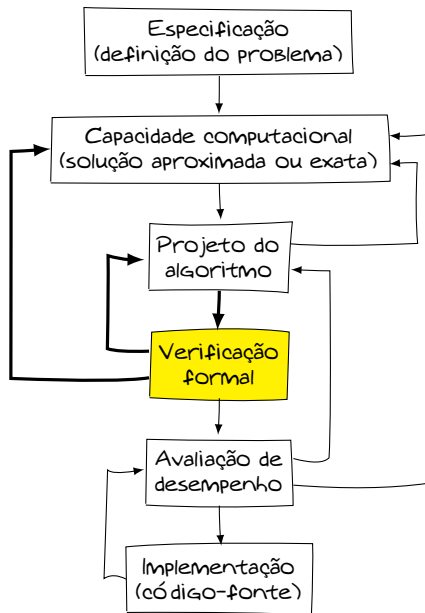 Especificação
(definição do problema)
Capacidade computacional
(solução aproximada ou exata)
Projeto do
algoritmo
Verificação
formal
Avaliação de
desempenho
Implementação
(código-fonte)